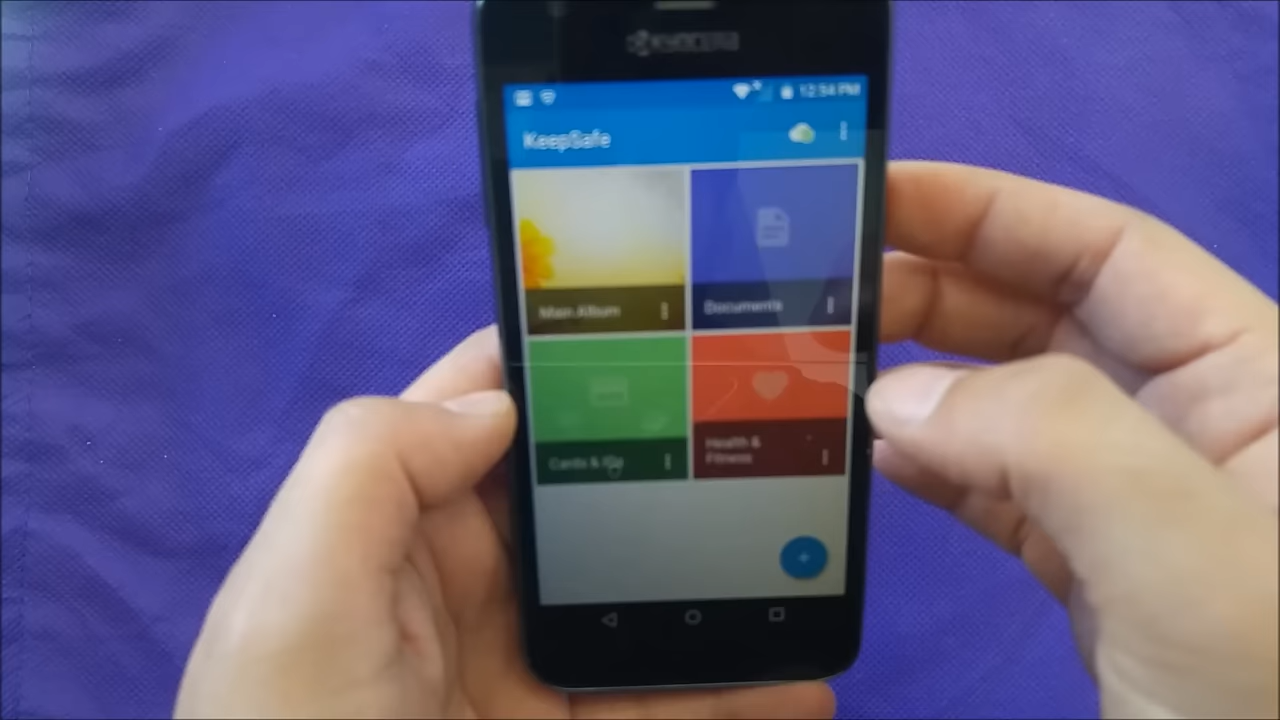 KYOCERA
12:54 PM
KeepSafe
Main Album
Documents
Cards & IDs
Health &
Fitness